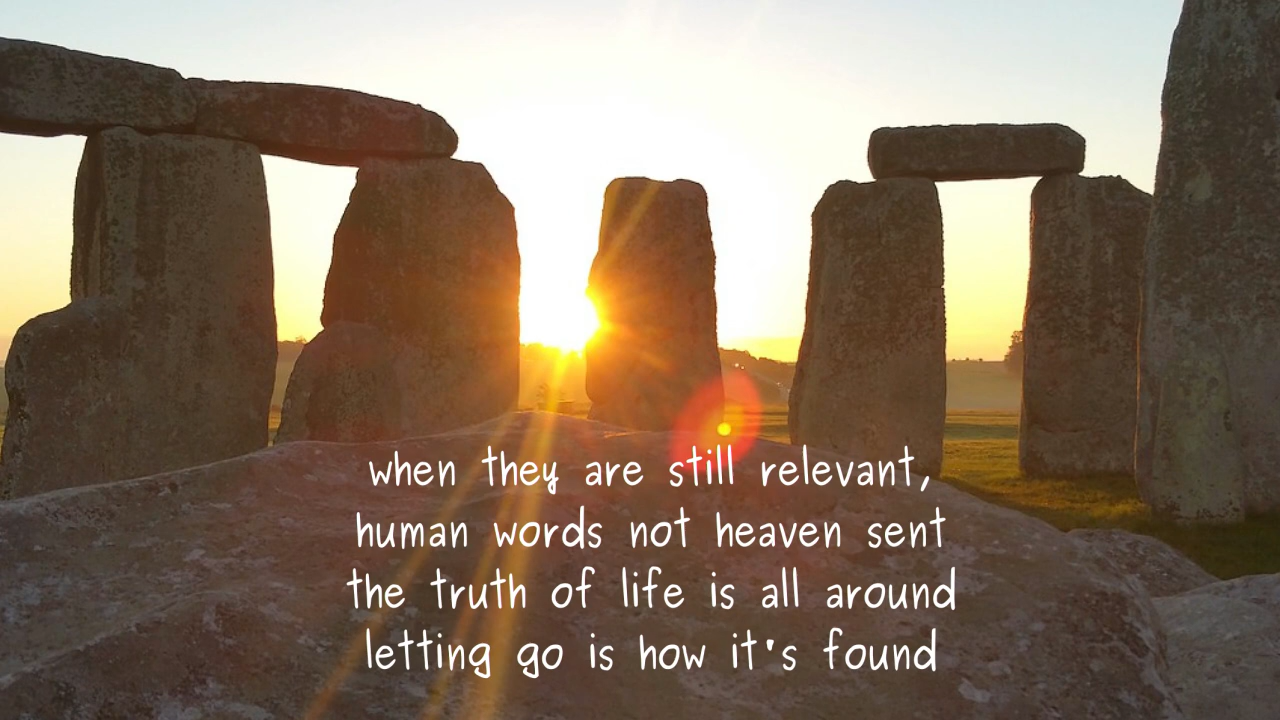 when they are still relevant,
human words not heaven sent
the truth of life is all around
letting go is how it's found